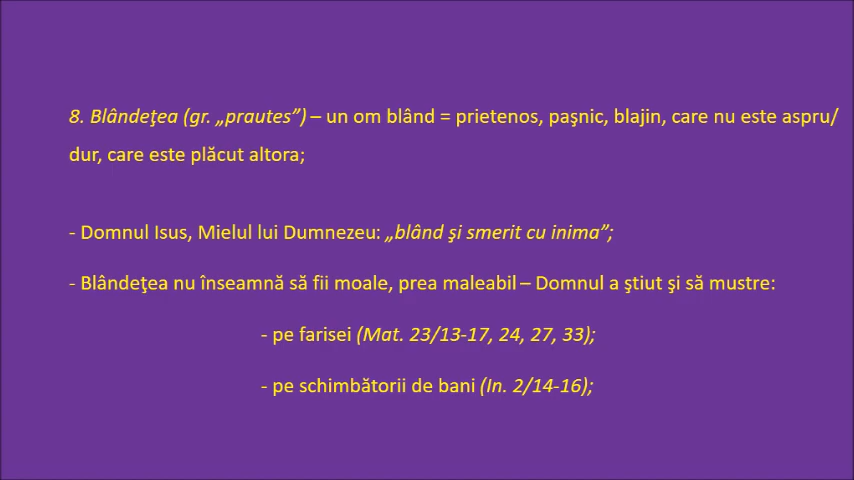 8. Blândeţea (gr. „prautes”) – un om blând = prietenos, paşnic, blajin, care nu este aspru/
dur, care este plăcut altora;
- Domnul Isus, Mielul lui Dumnezeu: „blând şi smerit cu inima”;
- Blândeţea nu înseamnă să fii moale, prea maleabil – Domnul a ştiut şi să mustre:
- pe farisei (Mat. 23/13-17, 24, 27, 33);
- pe schimbătorii de bani (In. 2/14-16);